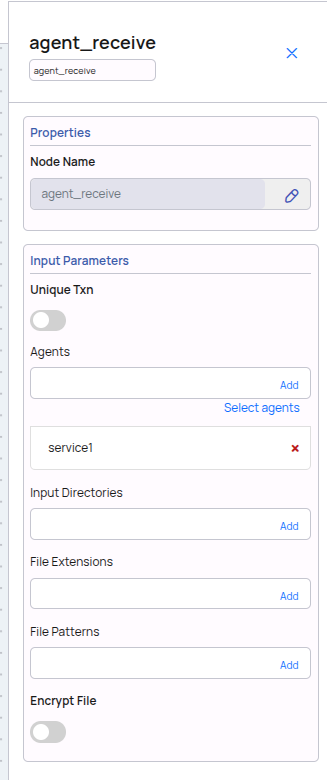 agent_receive
agent_receive
Properties
Node Name
agent_receive
Input Parameters
Unique Txn
Agents
Add
Select agents
service1
Input Directories
Add
File Extensions
Add
File Patterns
Add
Encrypt File